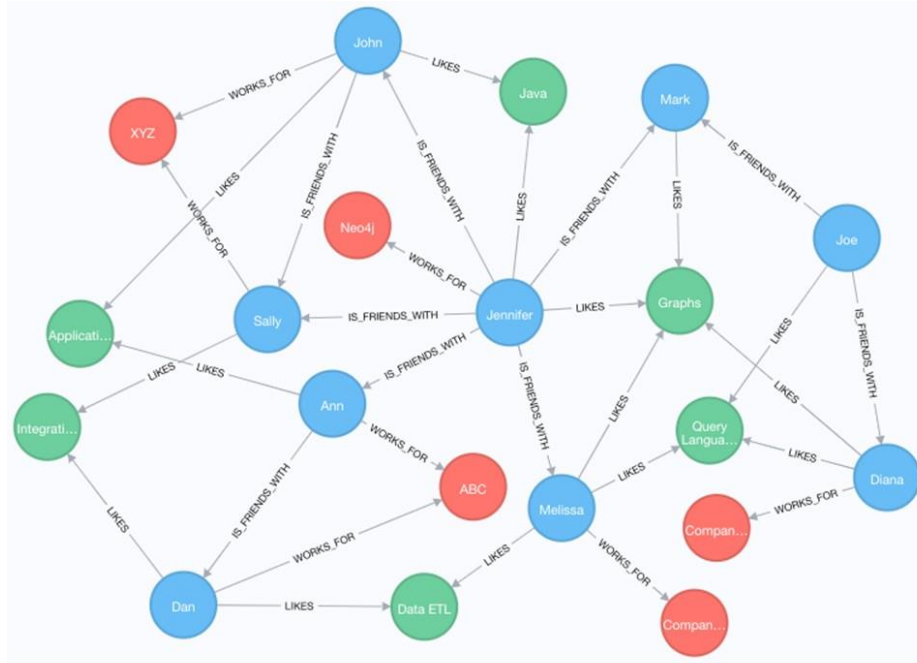 John
LIKES
WORKS_FOR
Java
Mark
XYZ
IS_FRIENDS_WITH
IS_FRIENDS_WITH
IS_FRIENDS_WITH
LIKES
LIKES
LIKES
IS_FRIENDS_WITH
WORKS_FOR
Neo4j
Joe
WORKS_FOR
Graphs
Sally
IS_FRIENDS_WITH
Jennifer
LIKES
Applicati...
LIKES
LIKES
LIKES
IS_FRIENDS_WITH
IS_FRIENDS_WITH
LIKES
IS_FRIENDS_WITH
LIKES
Ann
Integrati...
WORKS_FOR
Query
Langua...
LIKES
LIKES
Diana
ABC
IS_FRIENDS_WITH
Melissa
WORKS_FOR
LIKES
Compan...
WORKS_FOR
LIKES
WORKS_FOR
Dan
LIKES
Data ETL
Compan...